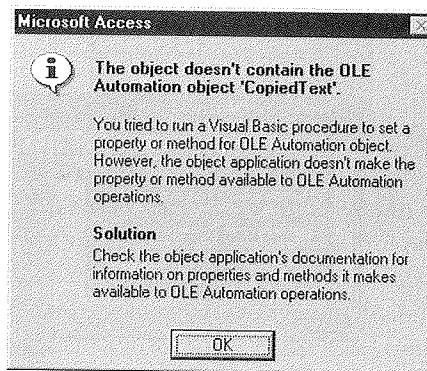 Microsoft Access
The object doesn't contain the OLE
Automation object 'CopiedText'.
You tried to run a Visual Basic procedure to set a
property or method for OLE Automation object.
However, the object application doesn't make the
property or method available to OLE Automation
operations.
Solution
Check the object application's documentation for
information on properties and methods it makes
available to OLE Automation operations.
OK